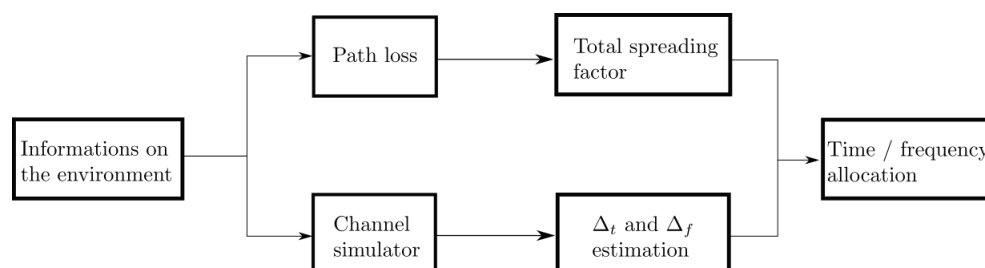 Path loss
Total spreading
factor
Informations on
the environment
Time / frequency
allocation
Channel
simulator
Δt and Δf
estimation